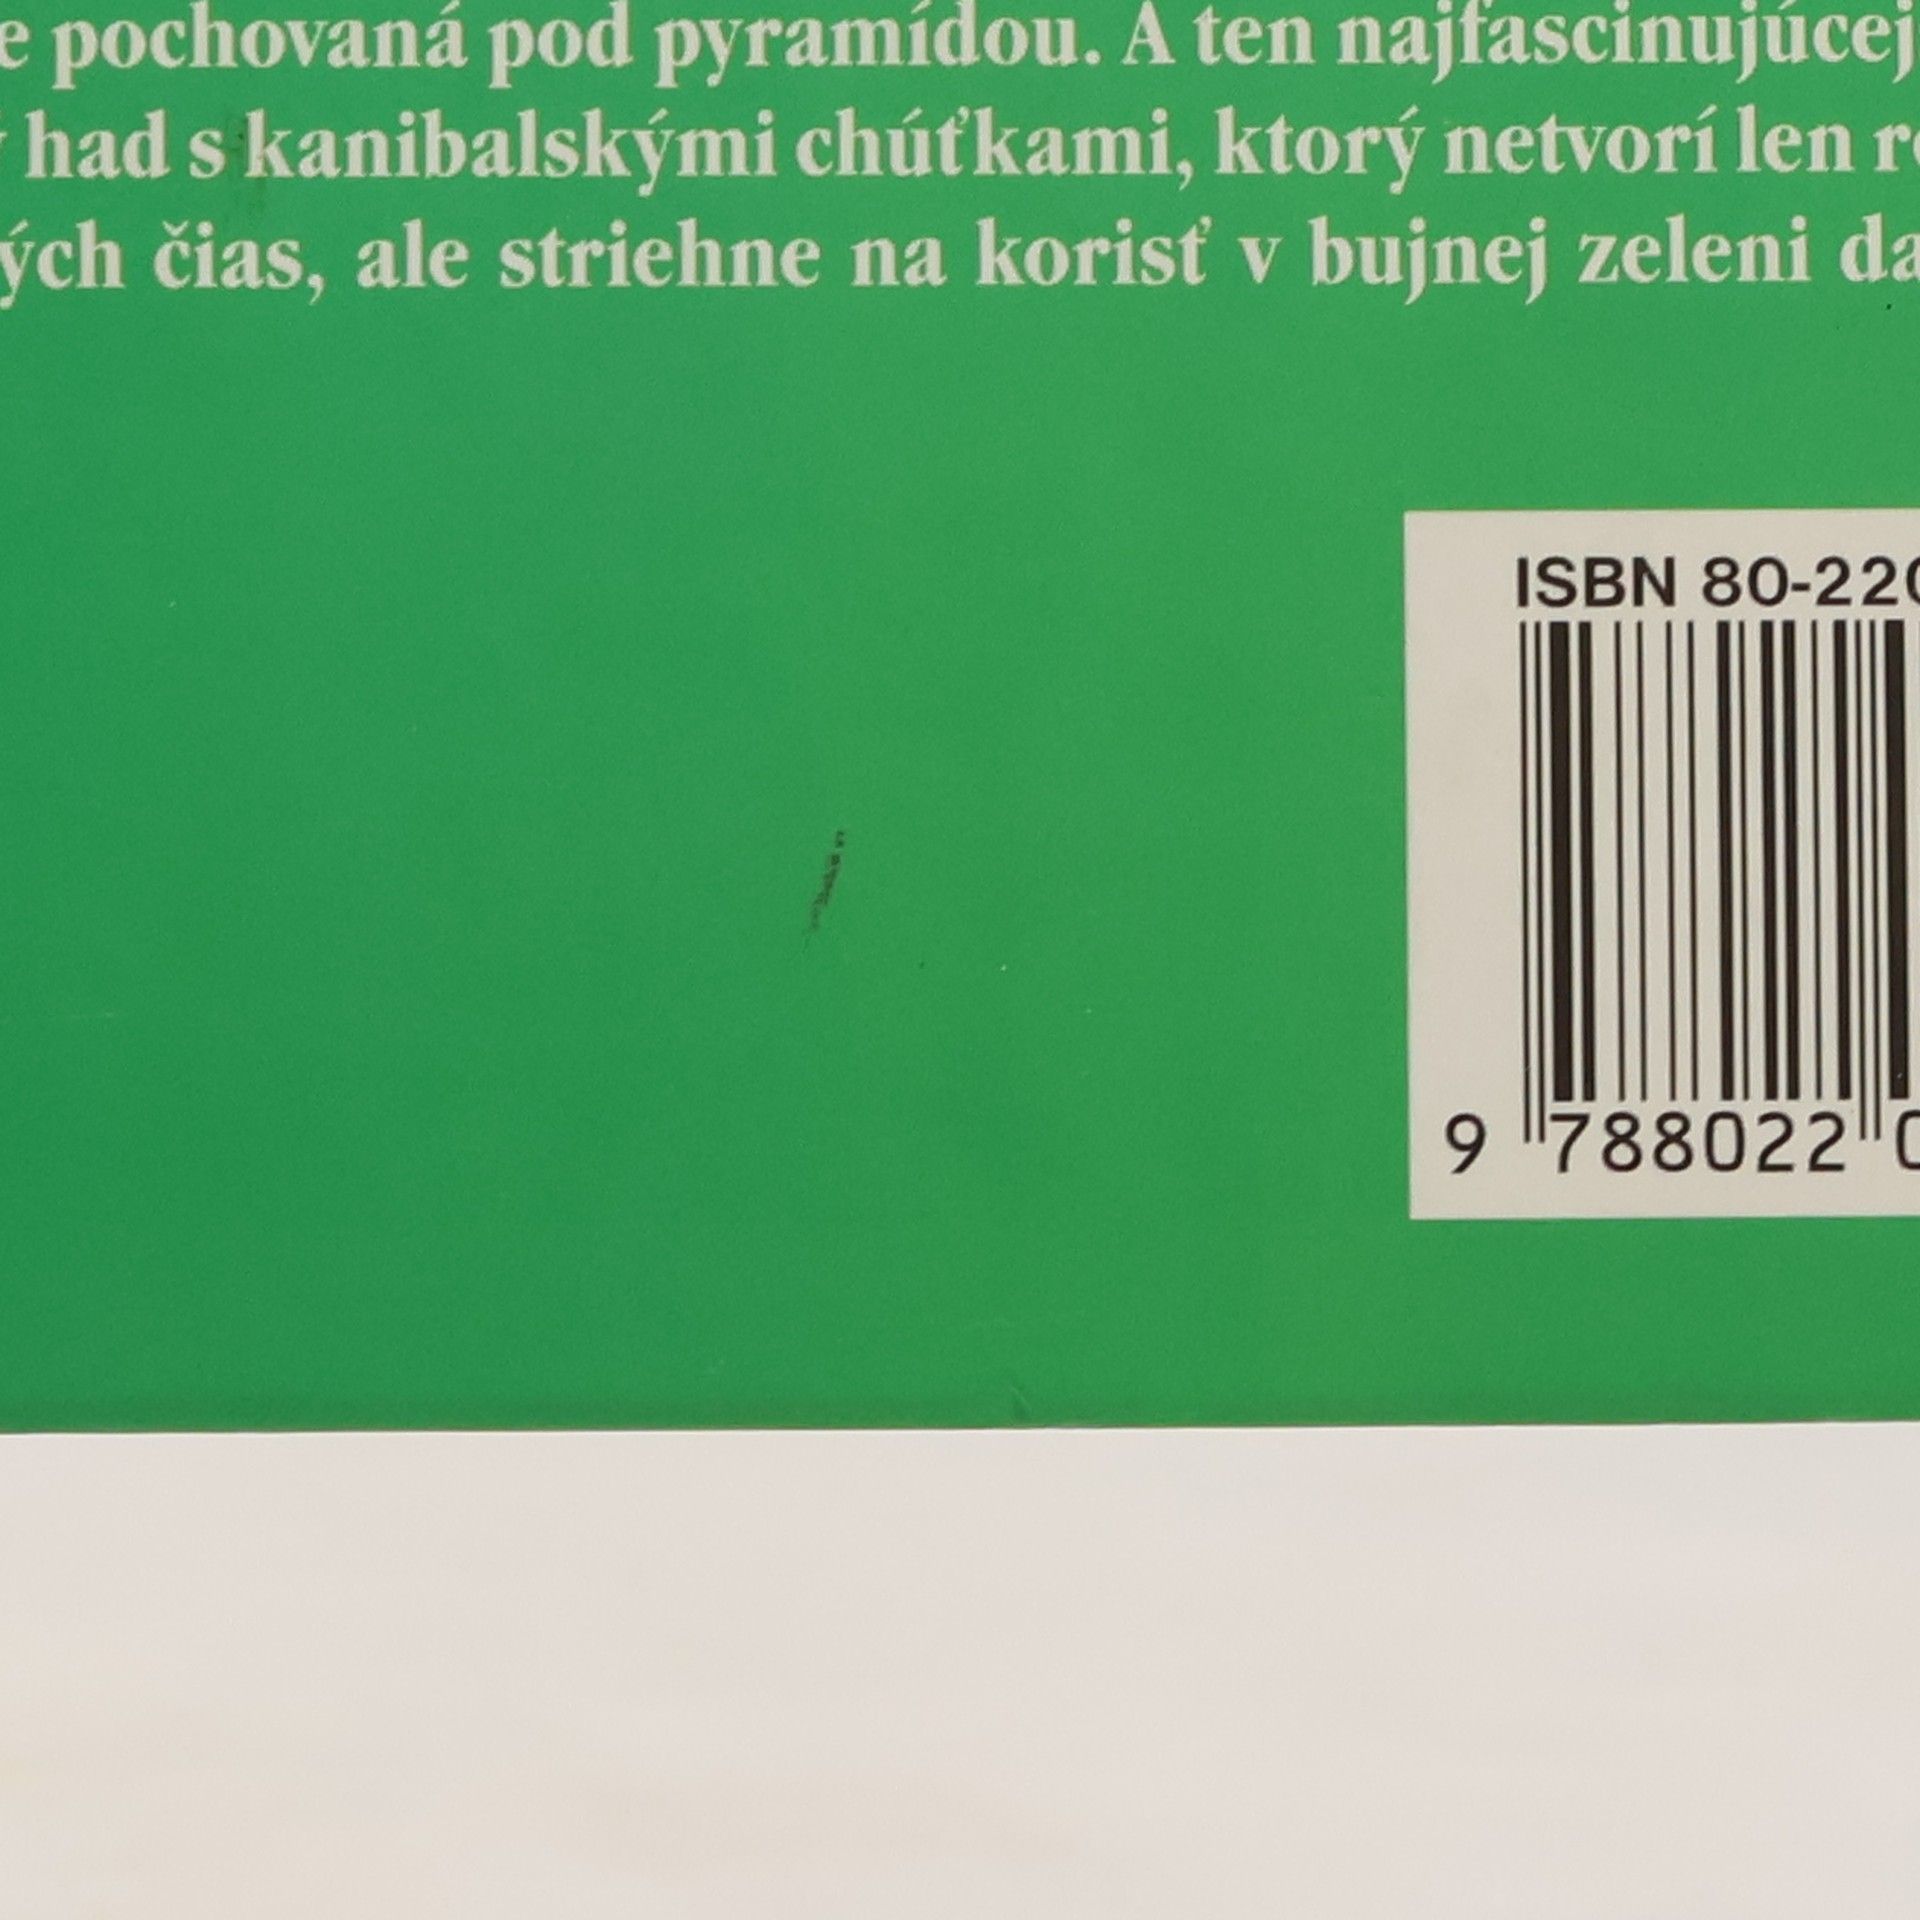 pochovaná pod pyramídou. A ten
had s kanibalskými chúťkami, ktorý netvorí len
čias, ale striehne na korisť v bujnej zeleni
ISBN 80-220
9 788022 0